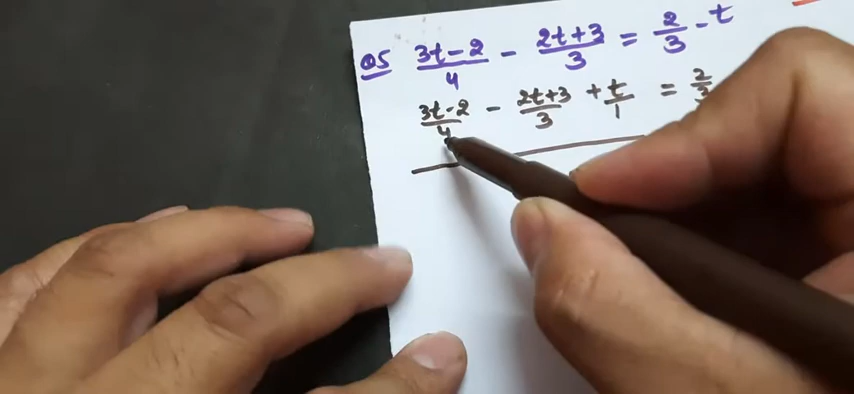 Q5 (3t-2)/4 - (2t+3)/3 = 2/3 - t
(3t-2)/4 - (2t+3)/3 + t/1 = 2/3